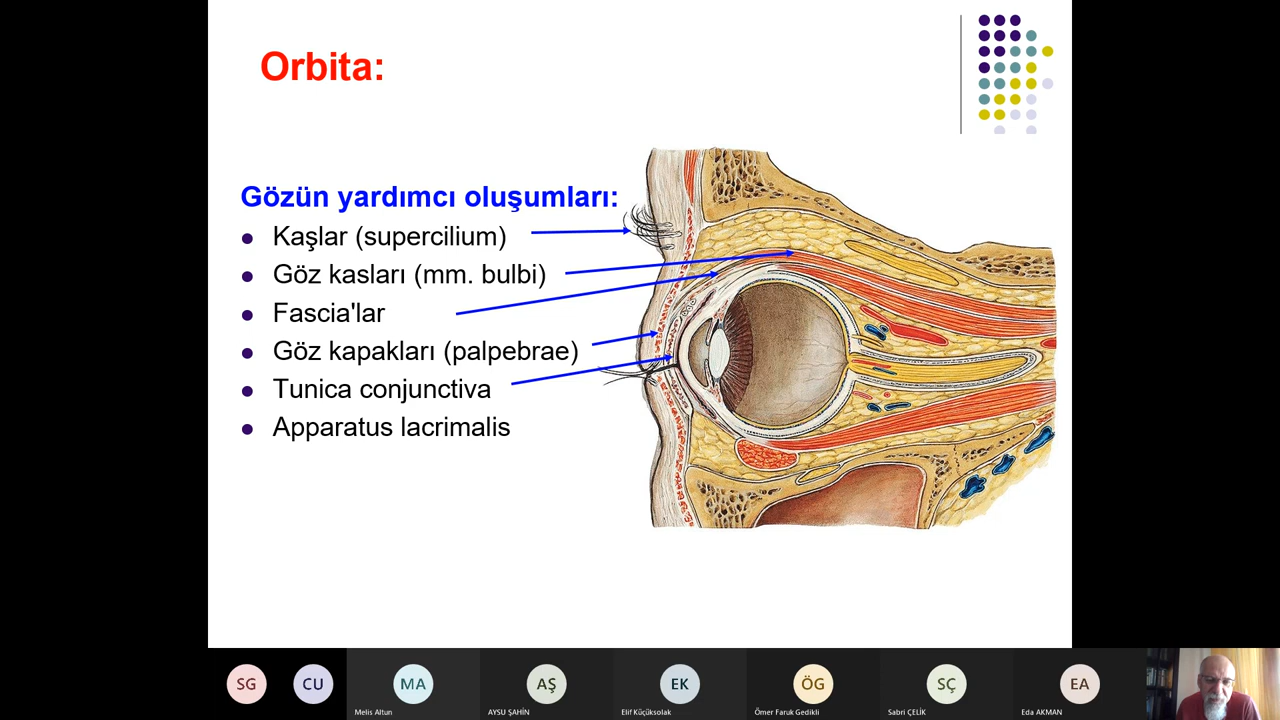 Orbita:
Gözün yardımcı oluşumları:
Kaşlar (supercilium)
Göz kasları (mm. bulbi)
Fascia'lar
Göz kapakları (palpebrae)
Tunica conjunctiva
Apparatus lacrimalis
SG
CU
MA
AŞ
EK
ÖG
SÇ
EA
Melis Altun
AYSU ŞAHİN
Elif Küçüksolak
Ömer Faruk Gedikli
Sabri ÇELİK
Eda AKMAN